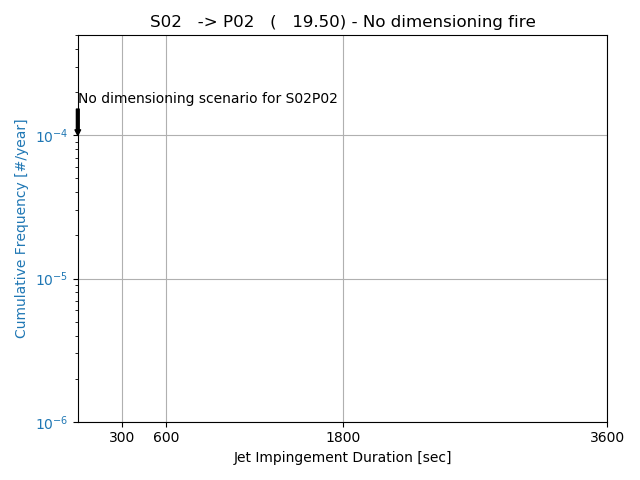 S02 -> P02 ( 19.50) - No dimensioning fire
No dimensioning scenario for S02P02
Cumulative Frequency [#/year]
10⁻⁴
10⁻⁵
10⁻⁶
300 600 1800 3600
Jet Impingement Duration [sec]